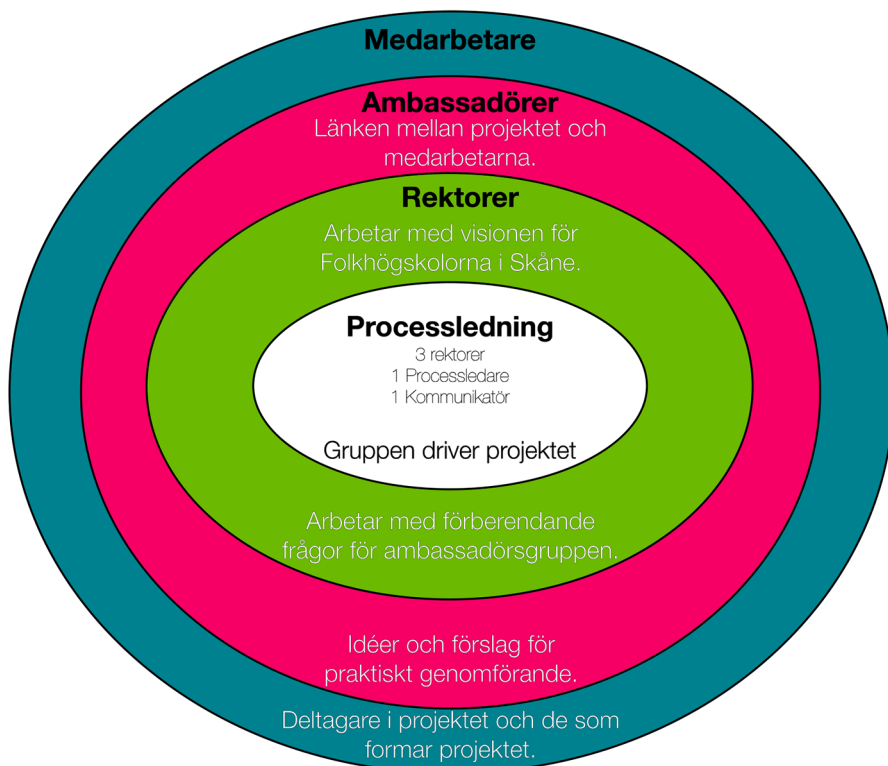 Medarbetare
Ambassadörer
Länken mellan projektet och
medarbetarna.
Rektorer
Arbetar med visionen för
Folkhögskolorna i Skåne.
Processledning
3 rektorer
1 Processledare
1 Kommunikatör
Gruppen driver projektet
Arbetar med förberendande
frågor för ambassadörsgruppen.
Idéer och förslag för
praktiskt genomförande.
Deltagare i projektet och de som
formar projektet.